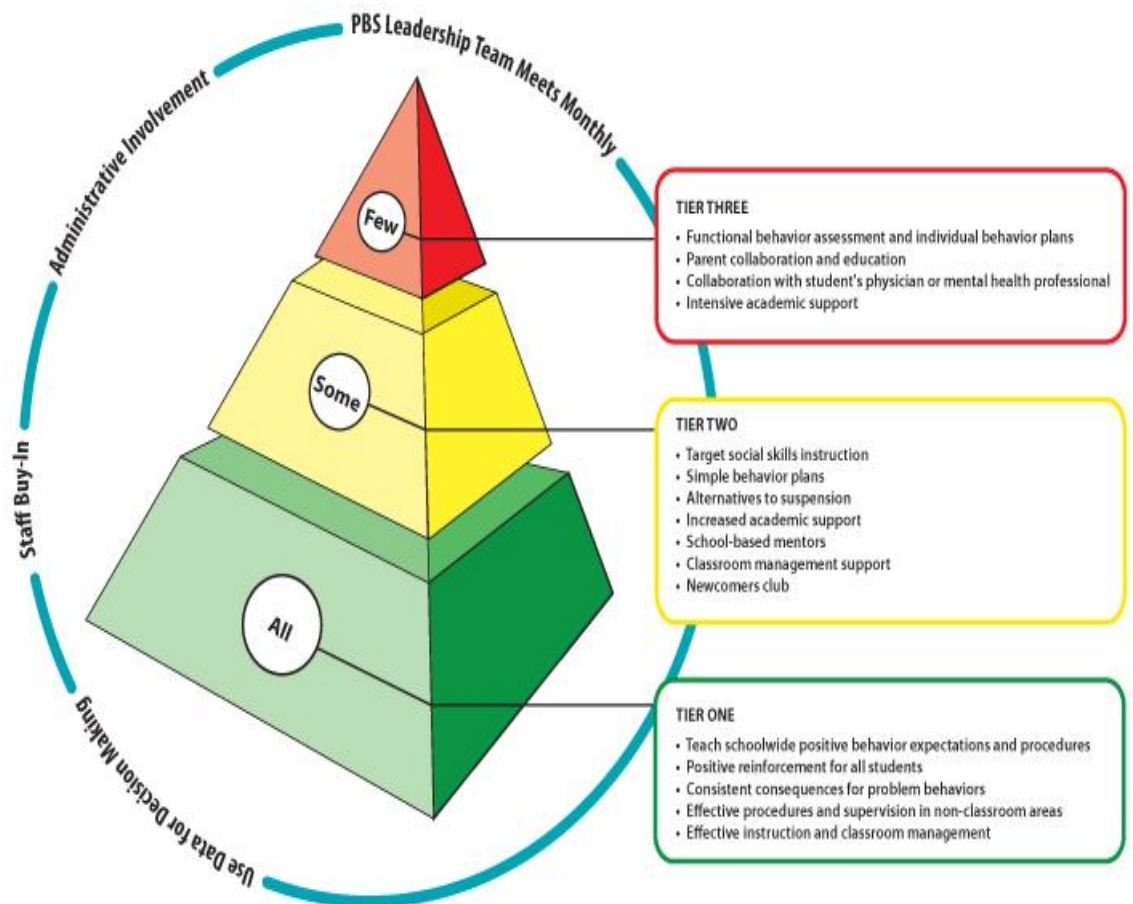 PBS Leadership Team Meets Monthly
Administrative Involvement
Staff Buy-In
Use Data for Decision Making
Few
Some
All
TIER THREE
• Functional behavior assessment and individual behavior plans
• Parent collaboration and education
• Collaboration with student's physician or mental health professional
• Intensive academic support
TIER TWO
• Target social skills instruction
• Simple behavior plans
• Alternatives to suspension
• Increased academic support
• School-based mentors
• Classroom management support
• Newcomers club
TIER ONE
• Teach schoolwide positive behavior expectations and procedures
• Positive reinforcement for all students
• Consistent consequences for problem behaviors
• Effective procedures and supervision in non-classroom areas
• Effective instruction and classroom management